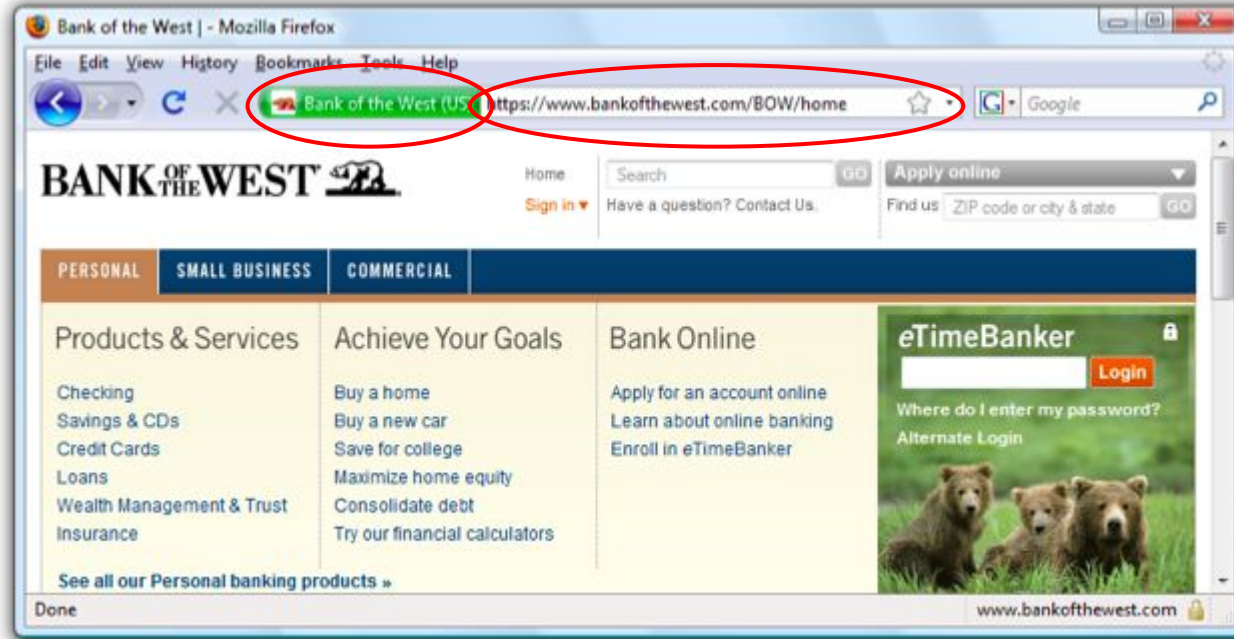 Bank of the West | - Mozilla Firefox
File Edit View History Bookmarks Tools Help
Bank of the West (US) https://www.bankofthewest.com/BOW/home G Google
BANK OF THE WEST Home Search GO Apply online
Sign in Have a question? Contact Us. Find us ZIP code or city & state GO
PERSONAL SMALL BUSINESS COMMERCIAL
Products & Services
Checking
Savings & CDs
Credit Cards
Loans
Wealth Management & Trust
Insurance
See all our Personal banking products »
Achieve Your Goals
Buy a home
Buy a new car
Save for college
Maximize home equity
Consolidate debt
Try our financial calculators
Bank Online
Apply for an account online
Learn about online banking
Enroll in eTimeBanker
eTimeBanker
Login
Where do I enter my password?
Alternate Login
Done www.bankofthewest.com